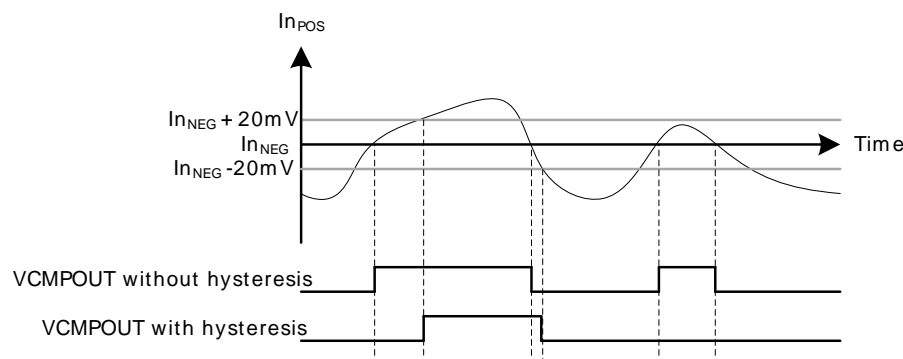 InPOS
InNEG + 20mV
InNEG
Time
InNEG -20mV
VCMPOUT without hysteresis
VCMPOUT with hysteresis